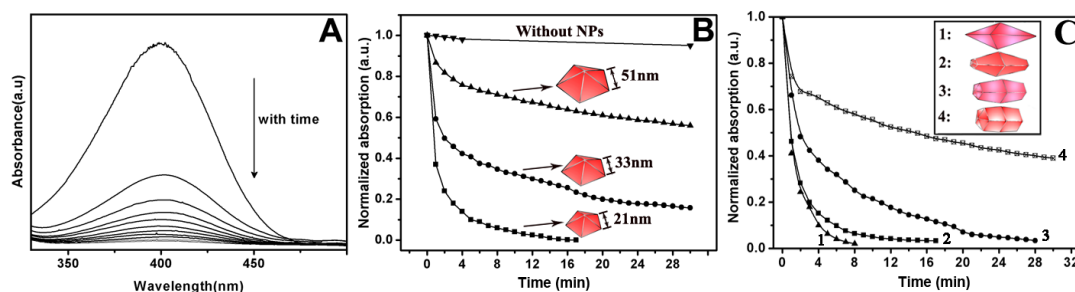 A
Absorbance(a.u)
with time
350
400
450
Wavelength(nm)
B
Normalized absorption (a.u.)
1.0
0.8
0.6
0.4
0.2
0.0
Without NPs
51nm
33nm
21nm
0
4
8
12
16
20
24
28
Time (min)
C
Normalized absorption (a.u.)
1.0
0.8
0.6
0.4
0.2
0.0
1:
2:
3:
4:
4
3
2
1
0
4
8
12
16
20
24
28
32
Time (min)